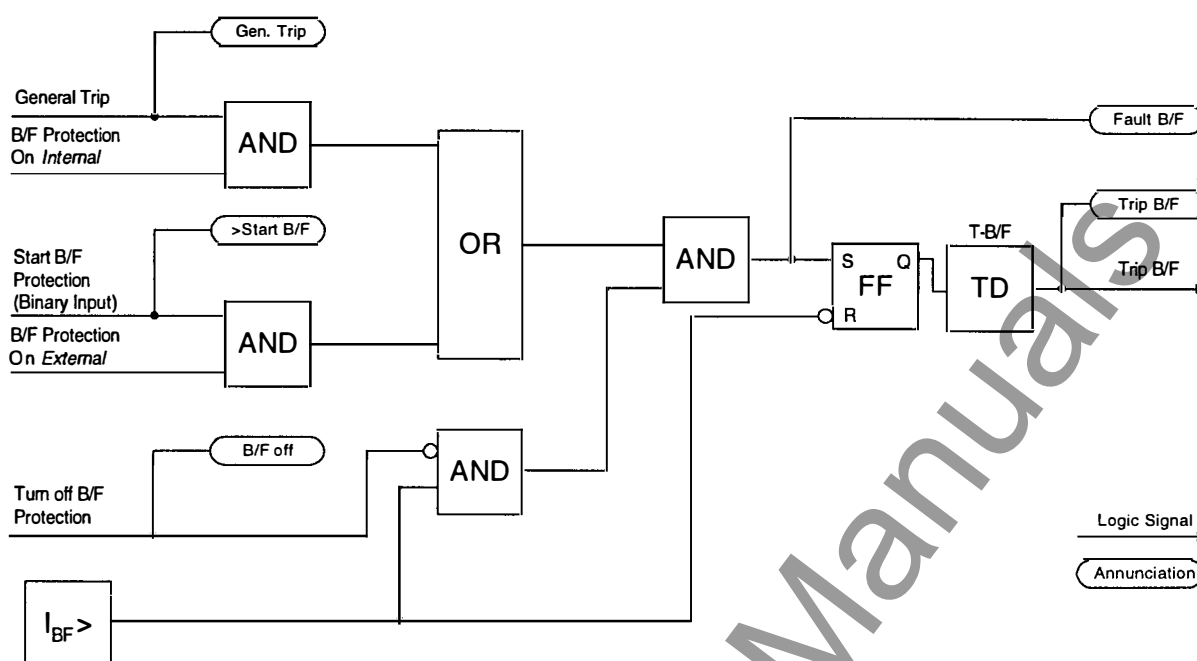 Gen. Trip
General Trip
B/F Protection
On Internal
AND
Fault B/F
>Start B/F
Start B/F
Protection
(Binary Input)
B/F Protection
On External
AND
OR
AND
S Q
FF
R
T-B/F
TD
Trip B/F
Trip B/F
B/F off
Turn off B/F
Protection
AND
IBF >
Logic Signal
Annunciation
Manuals